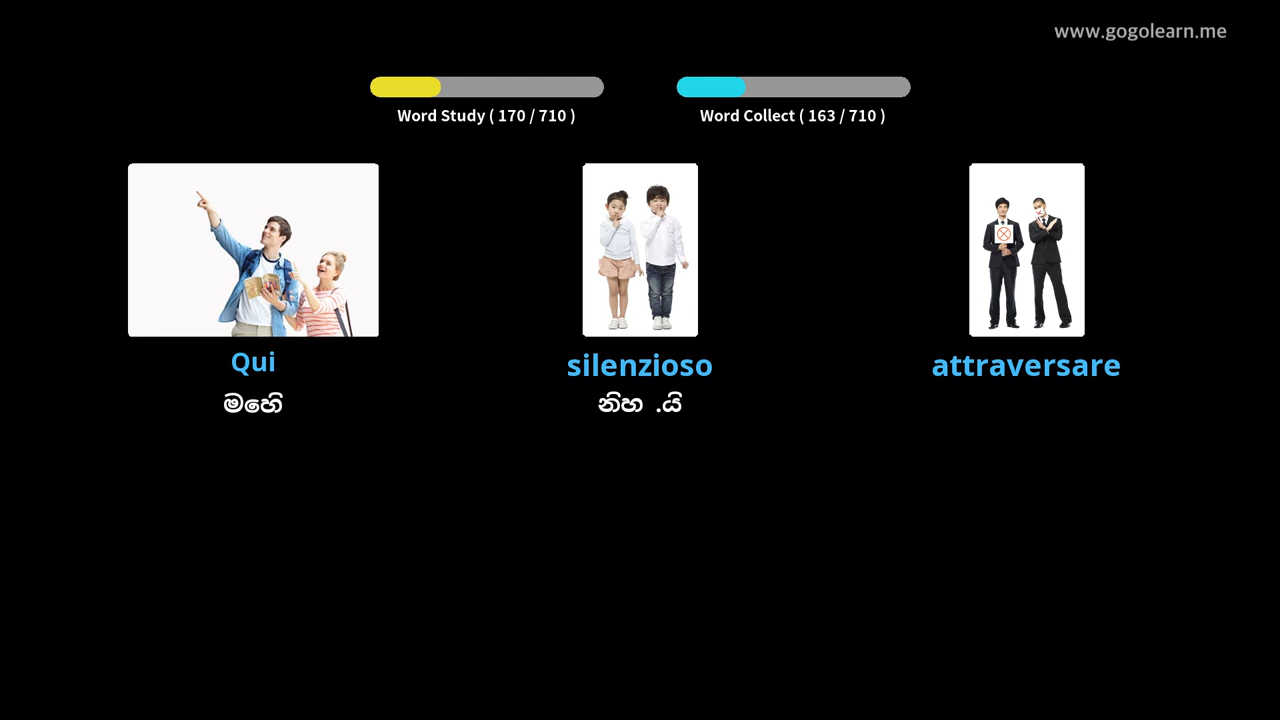 www.gogolearn.me
Word Study ( 170 / 710 )
Word Collect ( 163 / 710 )
Qui
silenzioso
attraversare
මෙහේ
නිහ .යි